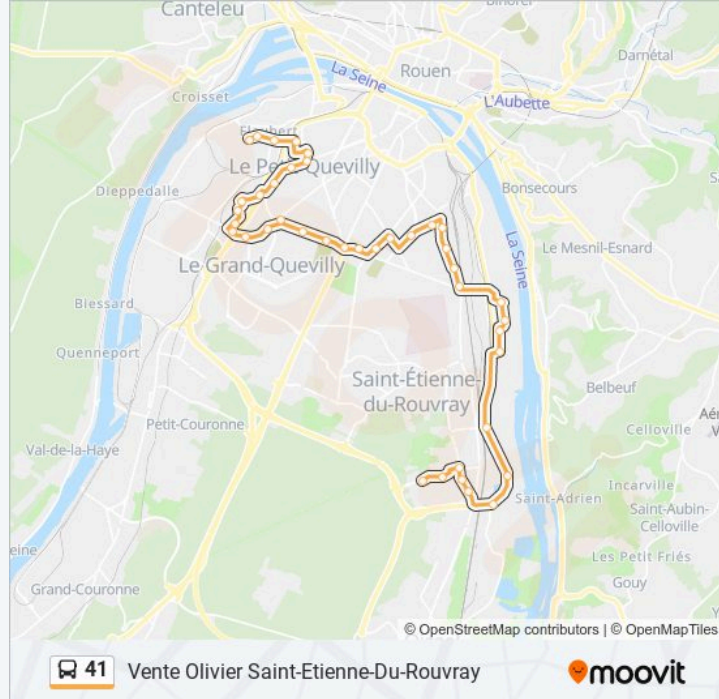 Canteleu
Darnétal
La Seine
Rouen
Croisset
L'Aubette
Le Petit-Quevilly
Dieppedalle
Bonsecours
La Seine
Le Mesnil-Esnard
Le Grand-Quevilly
Blessard
Quenneport
Saint-Étienne-
du-Rouvray
Belbeuf
Petit-Couronne
Celloville
Val-de-la-Haye
Incarville
Saint-Adrien
Saint-Aubin-
Celloville
Les Petit Friés
Gouy
Grand-Couronne
© OpenStreetMap contributors | © OpenMapTiles
41 Vente Olivier Saint-Etienne-Du-Rouvray
moovit